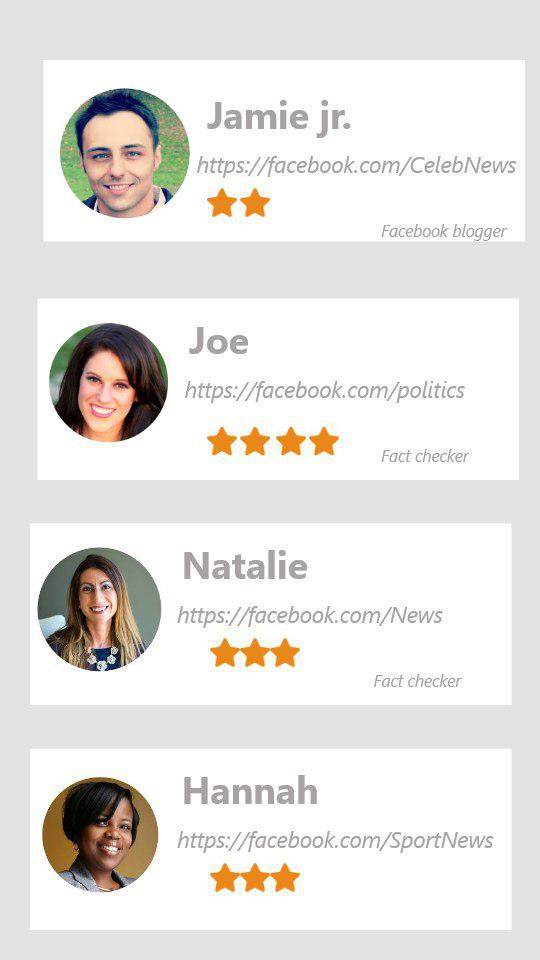 Jamie jr.
https://facebook.com/CelebNews
Facebook blogger
Joe
https://facebook.com/politics
Fact checker
Natalie
https://facebook.com/News
Fact checker
Hannah
https://facebook.com/SportNews